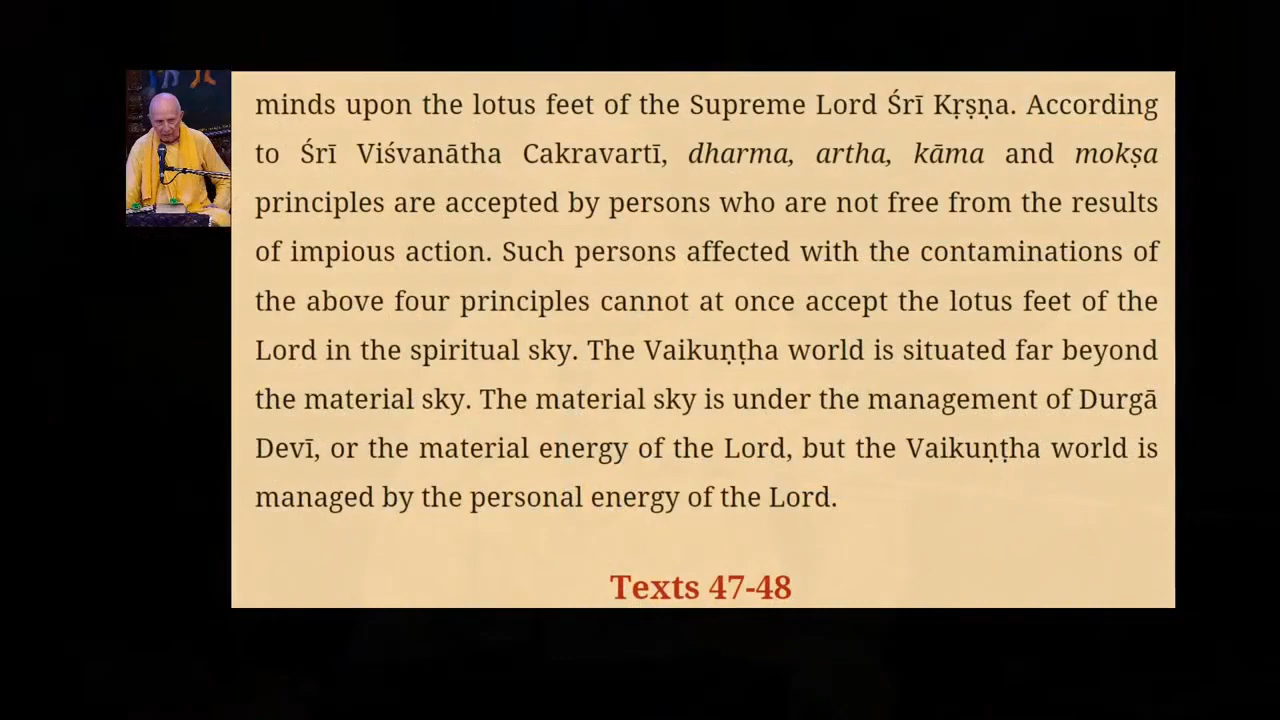 minds upon the lotus feet of the Supreme Lord Śrī Kṛṣṇa. According
to Śrī Viśvanātha Cakravartī, dharma, artha, kāma and mokṣa
principles are accepted by persons who are not free from the results
of impious action. Such persons affected with the contaminations of
the above four principles cannot at once accept the lotus feet of the
Lord in the spiritual sky. The Vaikuṇṭha world is situated far beyond
the material sky. The material sky is under the management of Durgā
Devī, or the material energy of the Lord, but the Vaikuṇṭha world is
managed by the personal energy of the Lord.
Texts 47-48